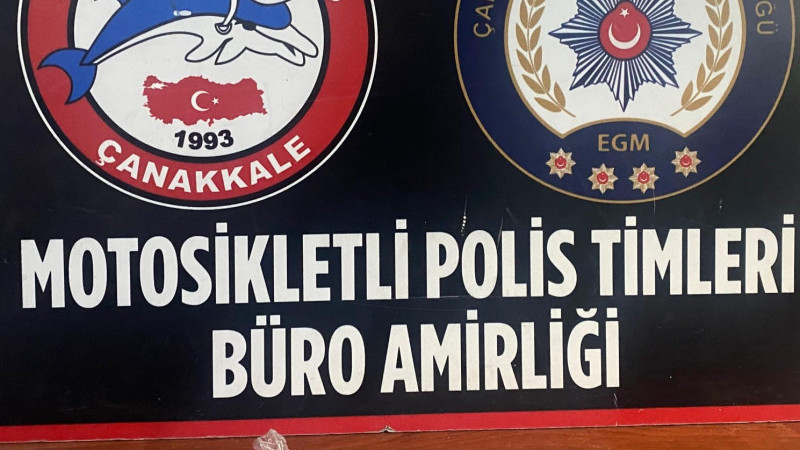 1993
ÇANAKKALE
EGM
MOTOSİKLETLİ POLİS TİMLERİ
BÜRO AMİRLİĞİ